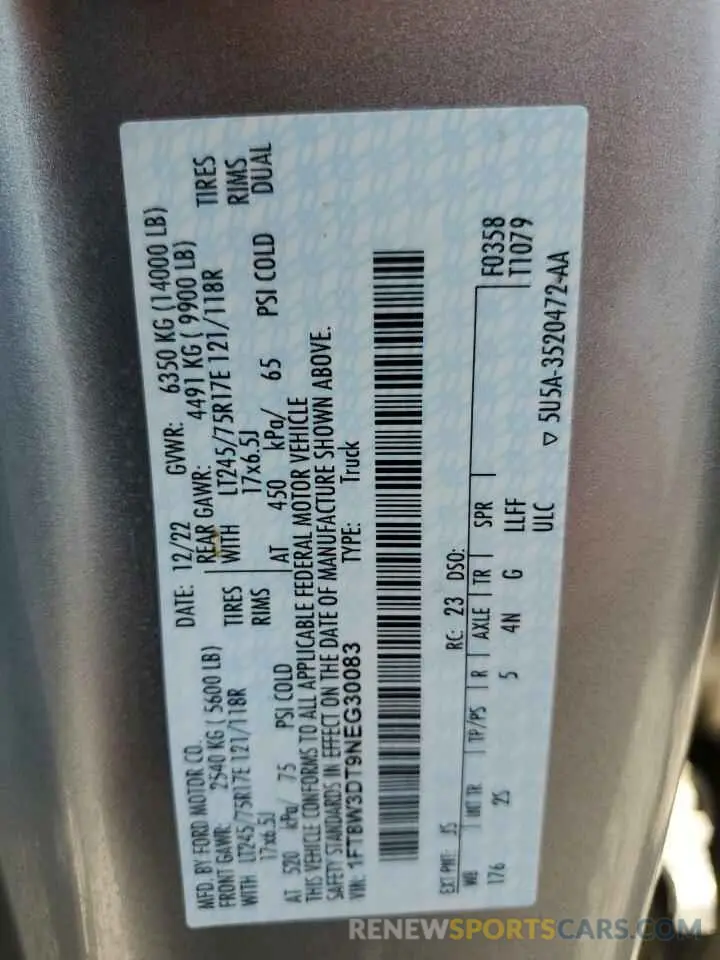 MFD. BY FORD MOTOR CO.
DATE: 12/22 GVWR: 6350 KG (14000 LB)
FRONT GAWR: 2540 KG ( 5600 LB)
REAR GAWR: 4491 KG ( 9900 LB)
WITH LT245/75R17E 121/118R TIRES
WITH LT245/75R17E 121/118R TIRES
17x6.5J RIMS
17x6.5J RIMS
AT 520 kPa/ 75 PSI COLD
AT 450 kPa/ 65 PSI COLD DUAL
THIS VEHICLE CONFORMS TO ALL APPLICABLE FEDERAL MOTOR VEHICLE
SAFETY STANDARDS IN EFFECT ON THE DATE OF MANUFACTURE SHOWN ABOVE.
VIN: 1FT8W3DT9NEG30083 TYPE: Truck
F0358
T1079
EXT PNT: JS RC: 23 DSO:
WB INT TR TP/PS R AXLE TR SPR
176 2S 5 4N G LLFF
ULC
▽ 5U5A-3520472-AA
RENEWSPORTSCARS.COM